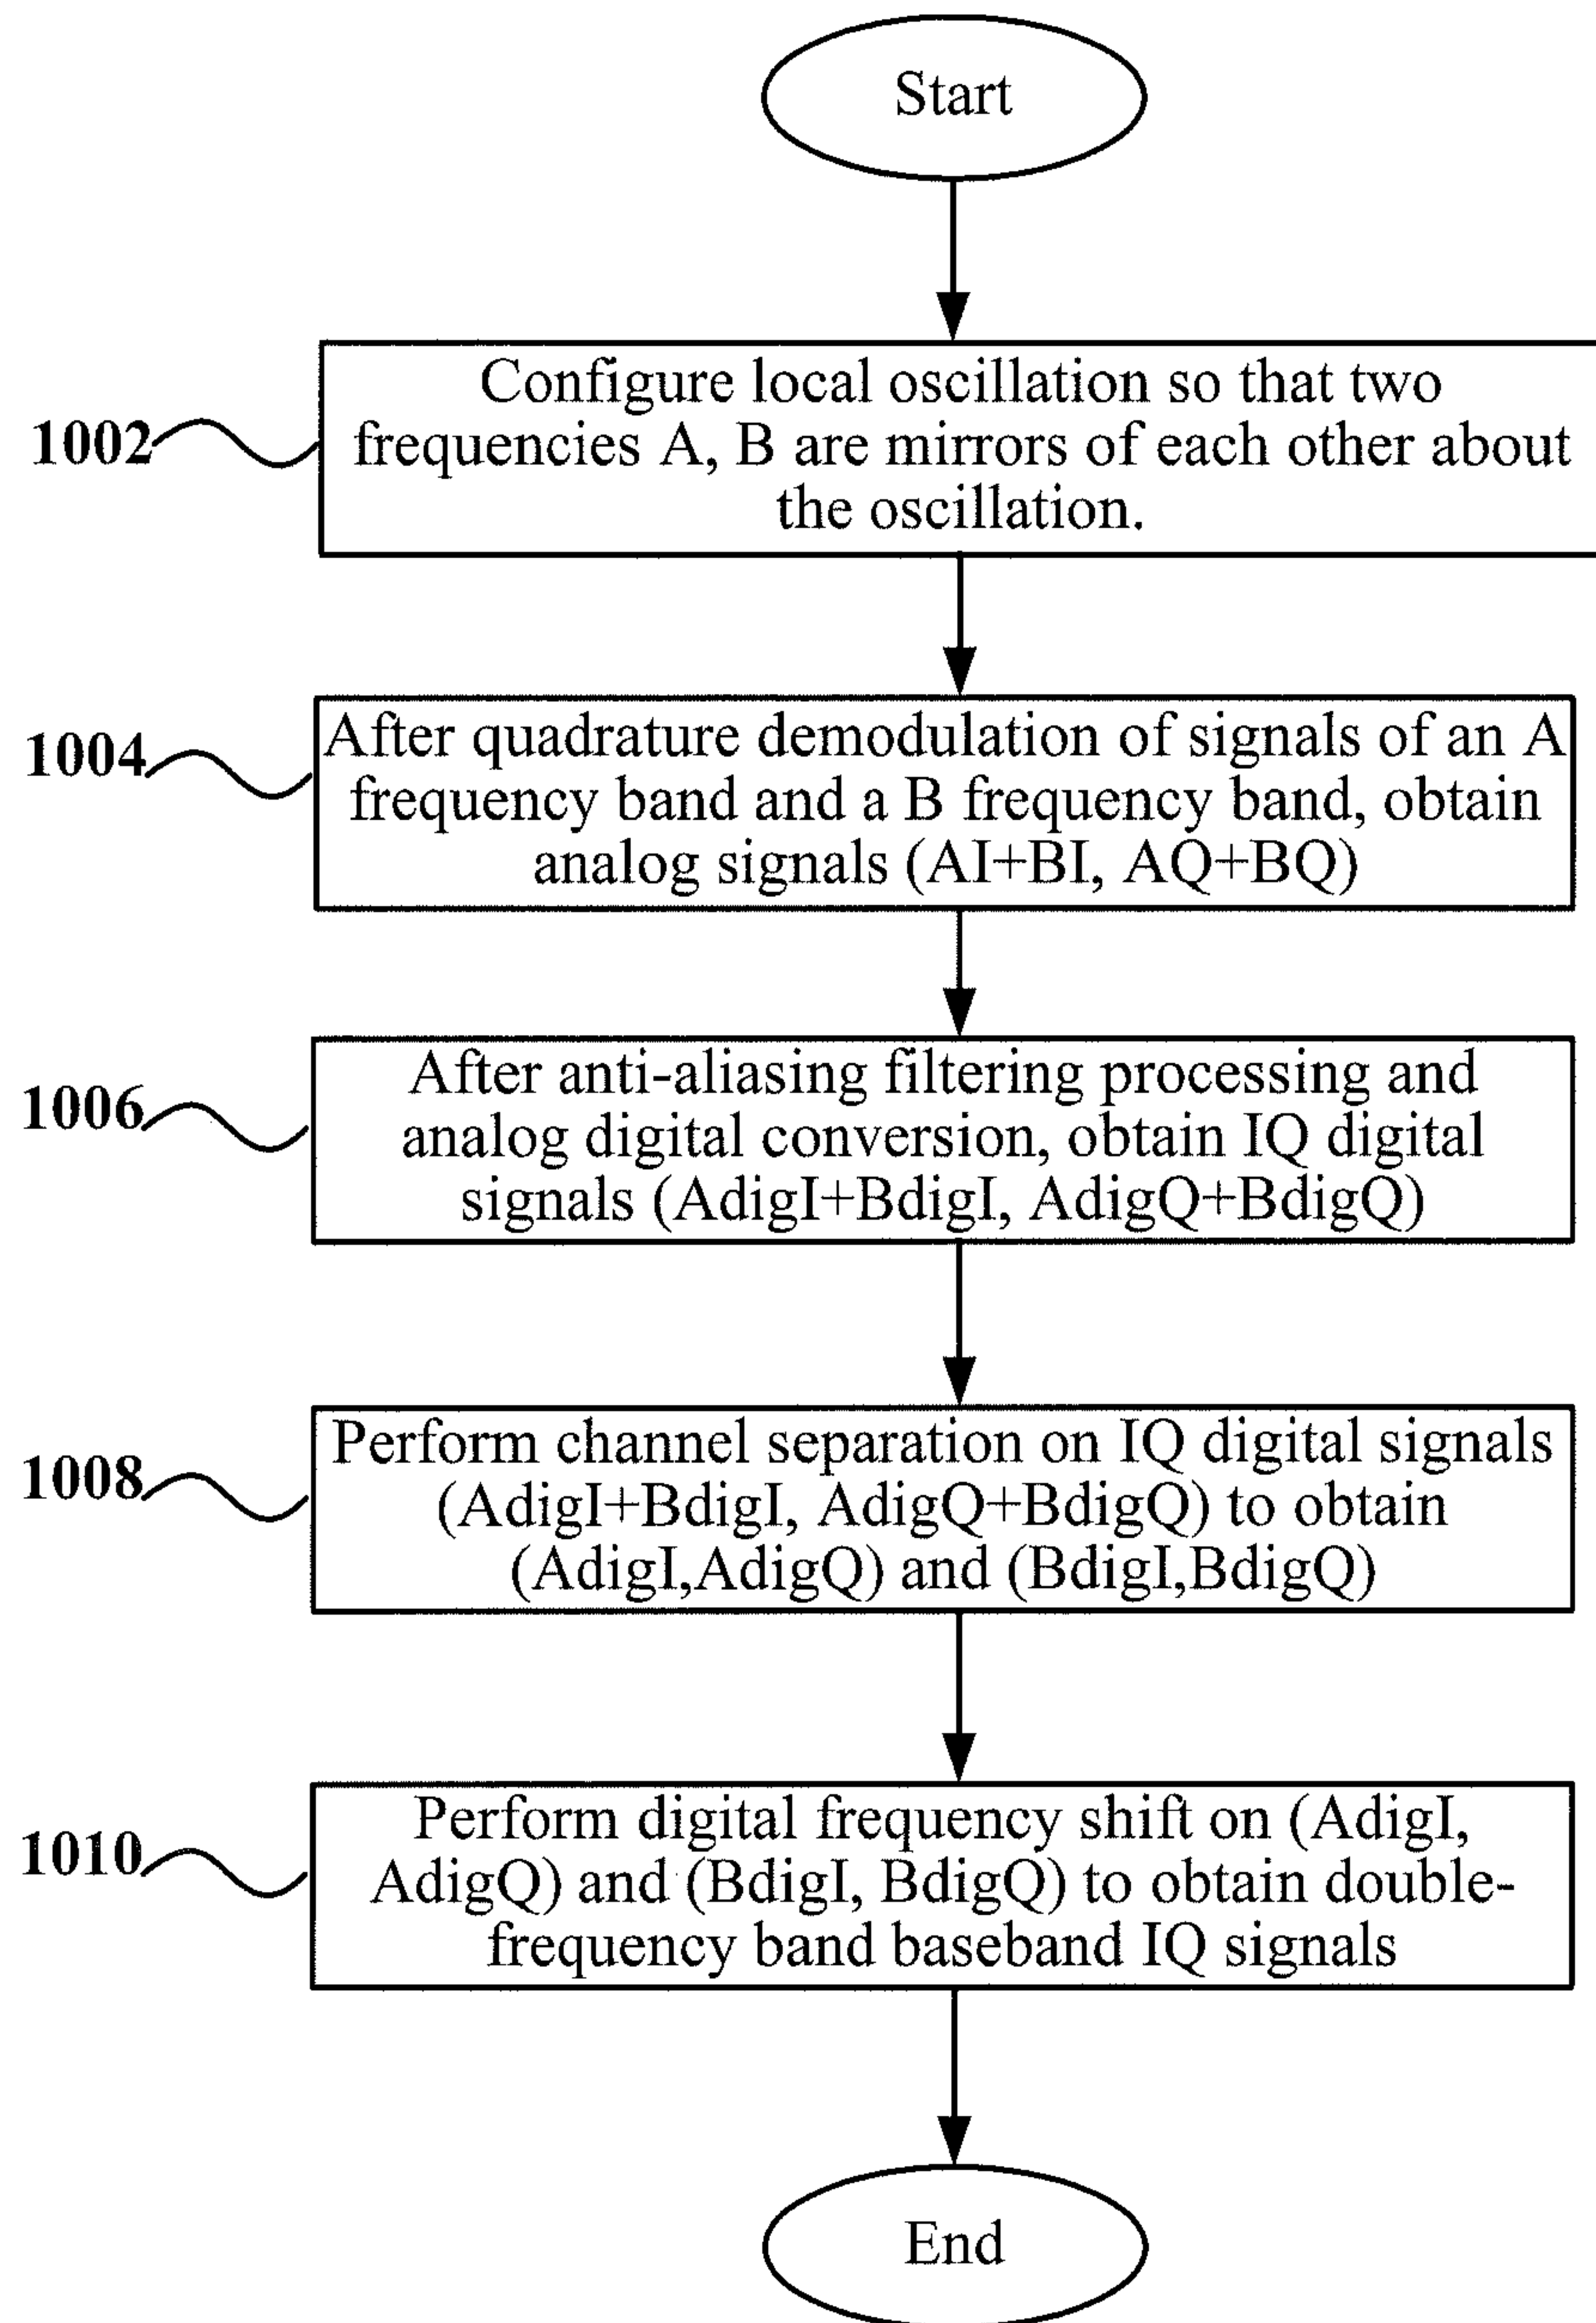 Start
1002
Configure local oscillation so that two
frequencies A, B are mirrors of each other about
the oscillation.
1004
After quadrature demodulation of signals of an A
frequency band and a B frequency band, obtain
analog signals (AI+BI, AQ+BQ)
1006
After anti-aliasing filtering processing and
analog digital conversion, obtain IQ digital
signals (AdigI+BdigI, AdigQ+BdigQ)
1008
Perform channel separation on IQ digital signals
(AdigI+BdigI, AdigQ+BdigQ) to obtain
(AdigI,AdigQ) and (BdigI,BdigQ)
1010
Perform digital frequency shift on (AdigI,
AdigQ) and (BdigI, BdigQ) to obtain double-
frequency band baseband IQ signals
End